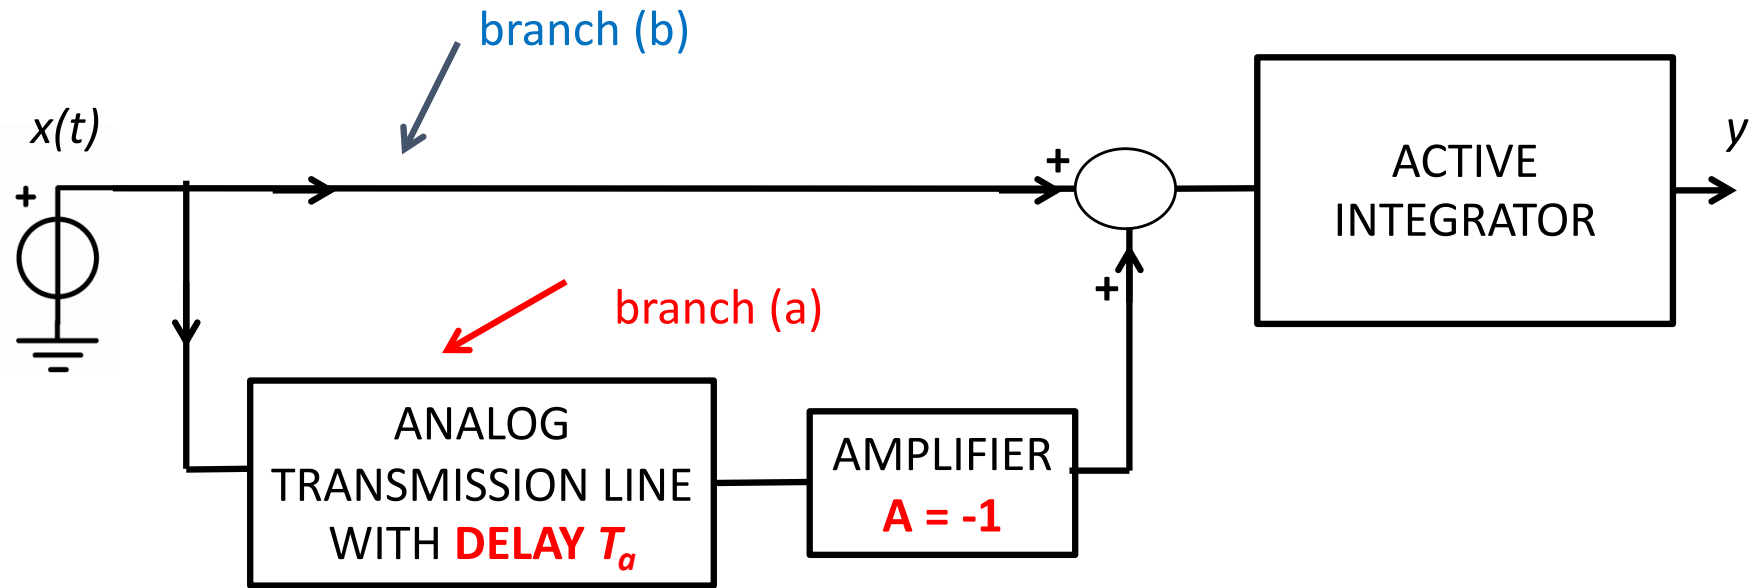 branch (b)
x(t)
+
+
ACTIVE
INTEGRATOR
y
+
branch (a)
ANALOG
TRANSMISSION LINE
WITH DELAY Ta
AMPLIFIER
A = -1